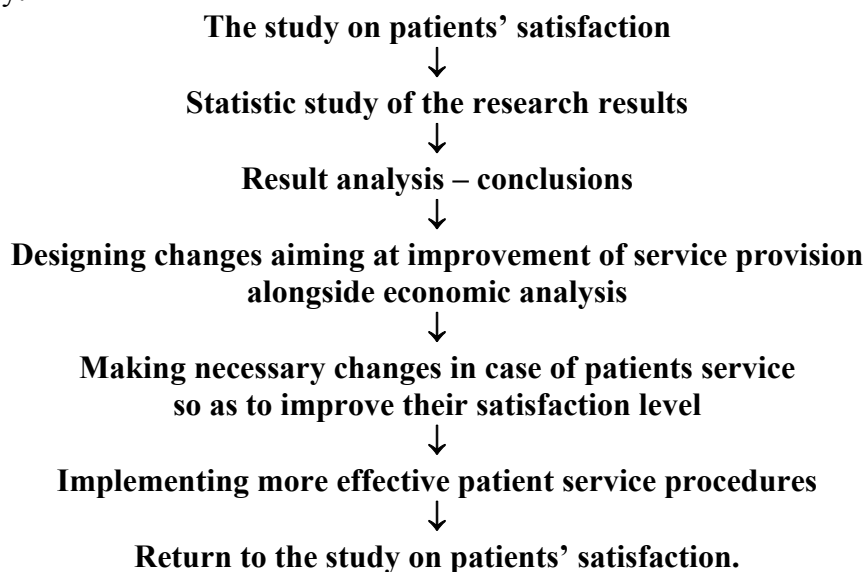 y.
The study on patients’ satisfaction
↓
Statistic study of the research results
↓
Result analysis – conclusions
↓
Designing changes aiming at improvement of service provision
alongside economic analysis
↓
Making necessary changes in case of patients service
so as to improve their satisfaction level
↓
Implementing more effective patient service procedures
↓
Return to the study on patients’ satisfaction.